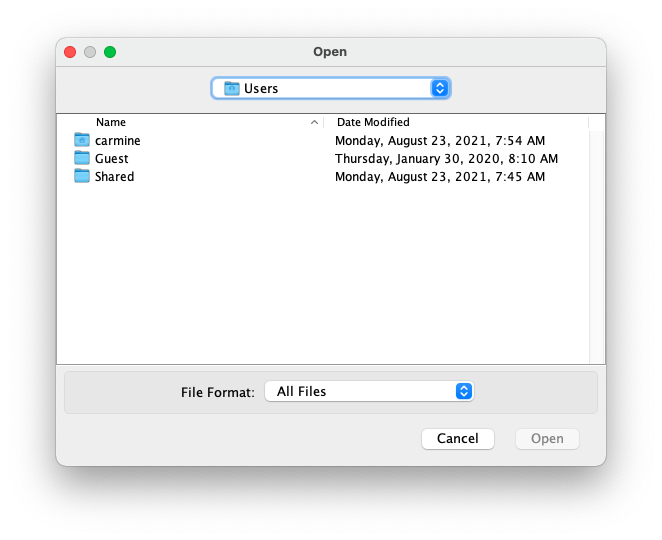 Open
Users
Name Date Modified
carmine Monday, August 23, 2021, 7:54 AM
Guest Thursday, January 30, 2020, 8:10 AM
Shared Monday, August 23, 2021, 7:45 AM
File Format: All Files
Cancel Open